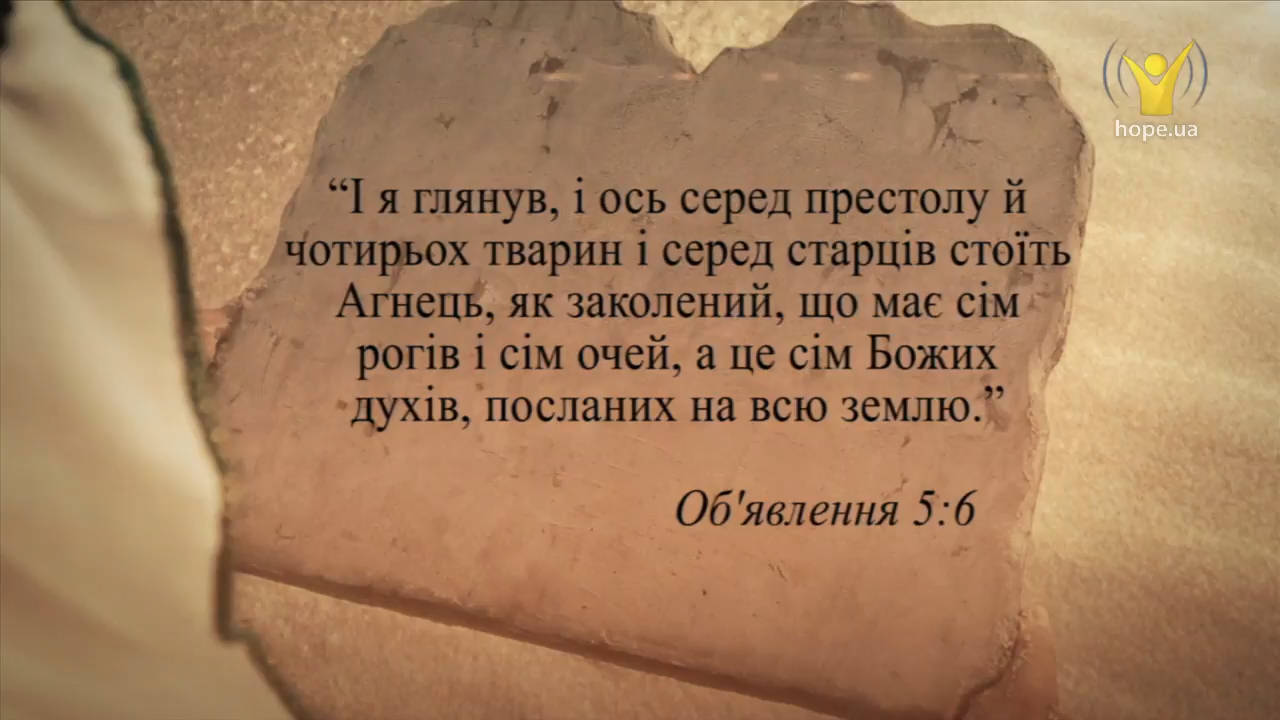 hope.ua
“І я глянув, і ось серед престолу й
чотирьох тварин і серед старців стоїть
Агнець, як заколений, що має сім
рогів і сім очей, а це сім Божих
духів, посланих на всю землю.”
Об'явлення 5:6